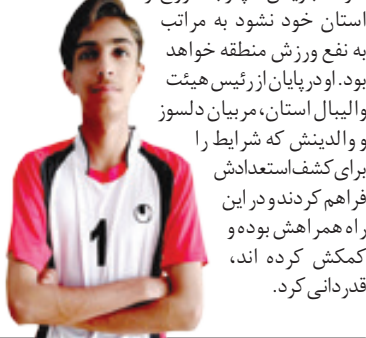 استان خود نشود به مراتب
به نفع ورزش منطقه خواهد
بود. او در پایان از رئیس هیئت
والیبال استان، مربیان دلسوز
و والدینش که شرایط را
برای کشف استعدادش
فراهم کردند و در این
راه همراهش بوده و
کمکش کرده اند،
قدردانی کرد.
1